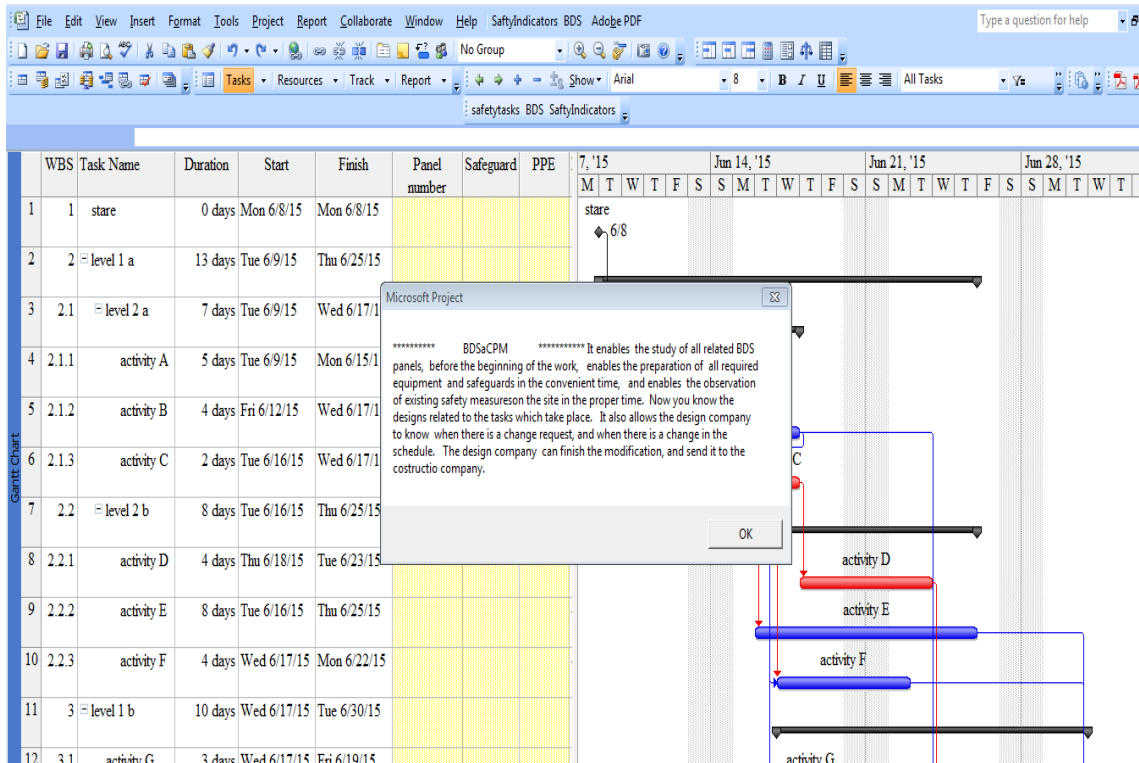 File Edit View Insert Format Tools Project Report Collaborate Window Help SaftyIndicators BDS Adobe PDF Type a question for help
No Group
Tasks Resources Track Report Show Arial 8 B I U All Tasks
safetytasks BDS SaftyIndicators
WBS Task Name Duration Start Finish Panel number Safeguard PPE 7, '15 Jun 14, '15 Jun 21, '15 Jun 28, '15
M T W T F S S M T W T F S S M T W T F S S M T W T
1 1 stare 0 days Mon 6/8/15 Mon 6/8/15 stare
6/8
2 2 level 1 a 13 days Tue 6/9/15 Thu 6/25/15
3 2.1 level 2 a 7 days Tue 6/9/15 Wed 6/17/1
4 2.1.1 activity A 5 days Tue 6/9/15 Mon 6/15/1
5 2.1.2 activity B 4 days Fri 6/12/15 Wed 6/17/1
6 2.1.3 activity C 2 days Tue 6/16/15 Wed 6/17/1 C
7 2.2 level 2 b 8 days Tue 6/16/15 Thu 6/25/15
8 2.2.1 activity D 4 days Thu 6/18/15 Tue 6/23/15 activity D
9 2.2.2 activity E 8 days Tue 6/16/15 Thu 6/25/15 activity E
10 2.2.3 activity F 4 days Wed 6/17/15 Mon 6/22/15 activity F
11 3 level 1 b 10 days Wed 6/17/15 Tue 6/30/15
12 3.1 activity G 3 days Wed 6/17/15 Fri 6/19/15 activity G
Gantt Chart
Microsoft Project
********** BDSaCPM *********** It enables the study of all related BDS
panels, before the beginning of the work, enables the preparation of all required
equipment and safeguards in the convenient time, and enables the observation
of existing safety measureson the site in the proper time. Now you know the
designs related to the tasks which take place. It also allows the design company
to know when there is a change request, and when there is a change in the
schedule. The design company can finish the modification, and send it to the
costructio company.
OK